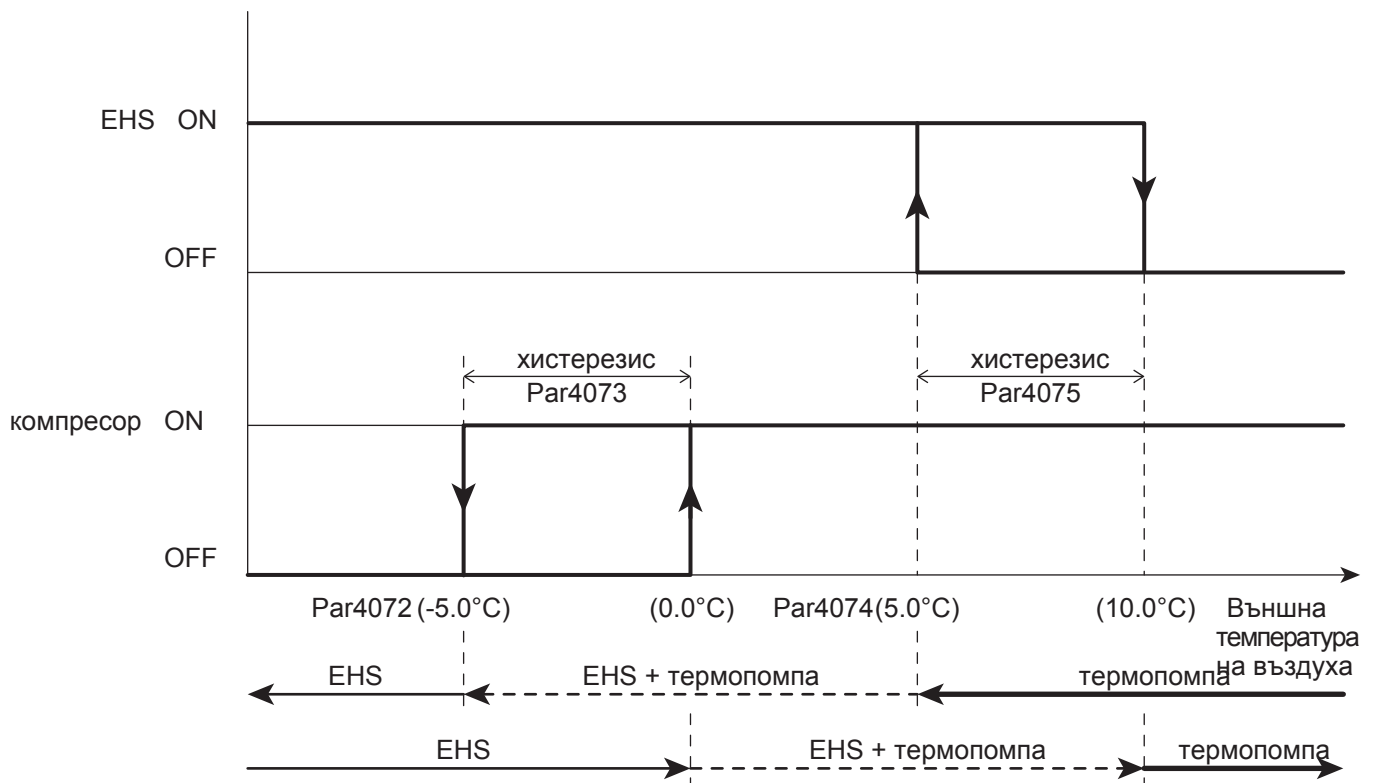 EHS ON
OFF
хистерезис
Par4073
хистерезис
Par4075
компресор ON
OFF
Par4072 (-5.0°C)
(0.0°C)
Par4074(5.0°C)
(10.0°C)
Външна
температура
на въздуха
EHS
EHS + термопомпа
термопомпа
EHS
EHS + термопомпа
термопомпа